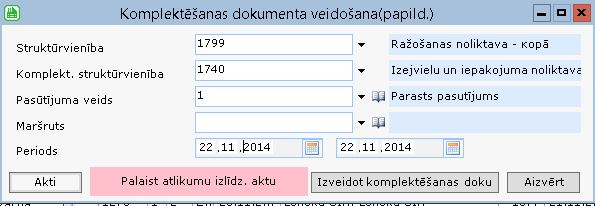 Komplektēšanas dokumenta veidošana(papild.)
Struktūrvienība 1799 Ražošanas noliktava - kopā
Komplekt. struktūrvienība 1740 Izejvielu un iepakojuma noliktava
Pasūtījuma veids 1 Parasts pasutījums
Maršruts
Periods 22 ,11 ,2014 22 ,11 ,2014
Akti Palaist atlikumu izlīdz. aktu Izveidot komplektēšanas doku Aizvērt